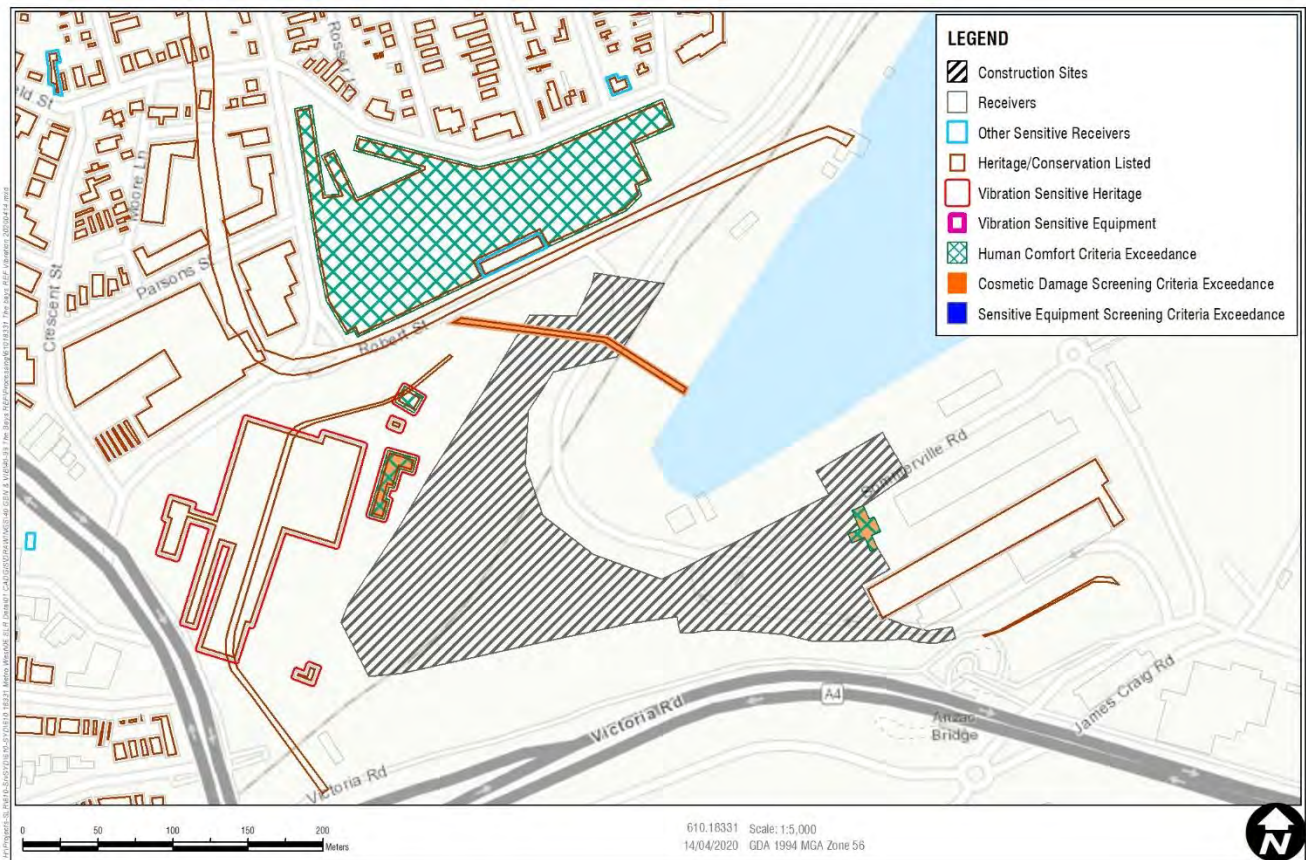 LEGEND
Construction Sites
Receivers
Other Sensitive Receivers
Heritage/Conservation Listed
Vibration Sensitive Heritage
Vibration Sensitive Equipment
Human Comfort Criteria Exceedance
Cosmetic Damage Screening Criteria Exceedance
Sensitive Equipment Screening Criteria Exceedance
eld St
Moore Ln
Parsons St
Crescent St
Robert St
Rd
Victoria Rd
A4
Anzac
Bridge
James Craig Rd
Victoria Rd
0 50 100 150 200
Meters
610.18331 Scale: 1:5,000
14/04/2020 GDA 1994 MGA Zone 56
N